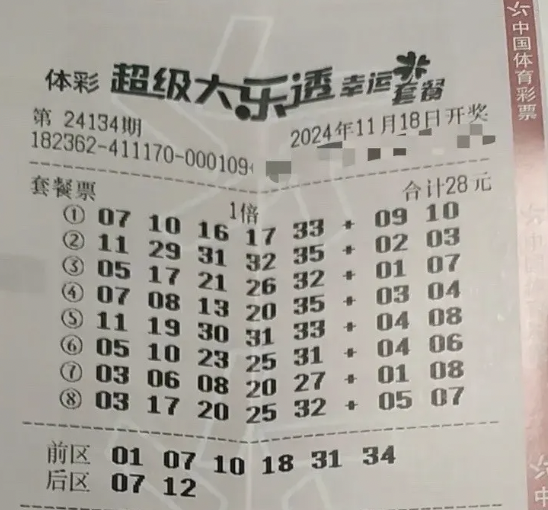 体彩 超级大乐透 幸运套餐
第 24134期 2024年11月18日开奖
182362-411170-000109
套餐票 1倍 合计28元
① 07 10 16 17 33 + 09 10
② 11 29 31 32 35 + 02 03
③ 05 17 21 26 32 + 01 07
④ 07 08 13 20 35 + 03 04
⑤ 11 19 30 31 33 + 04 08
⑥ 05 10 23 25 31 + 04 06
⑦ 03 06 08 20 27 + 01 08
⑧ 03 17 20 25 32 + 05 07
前区 01 07 10 18 31 34
后区 07 12
中国体育彩票
中国体育彩